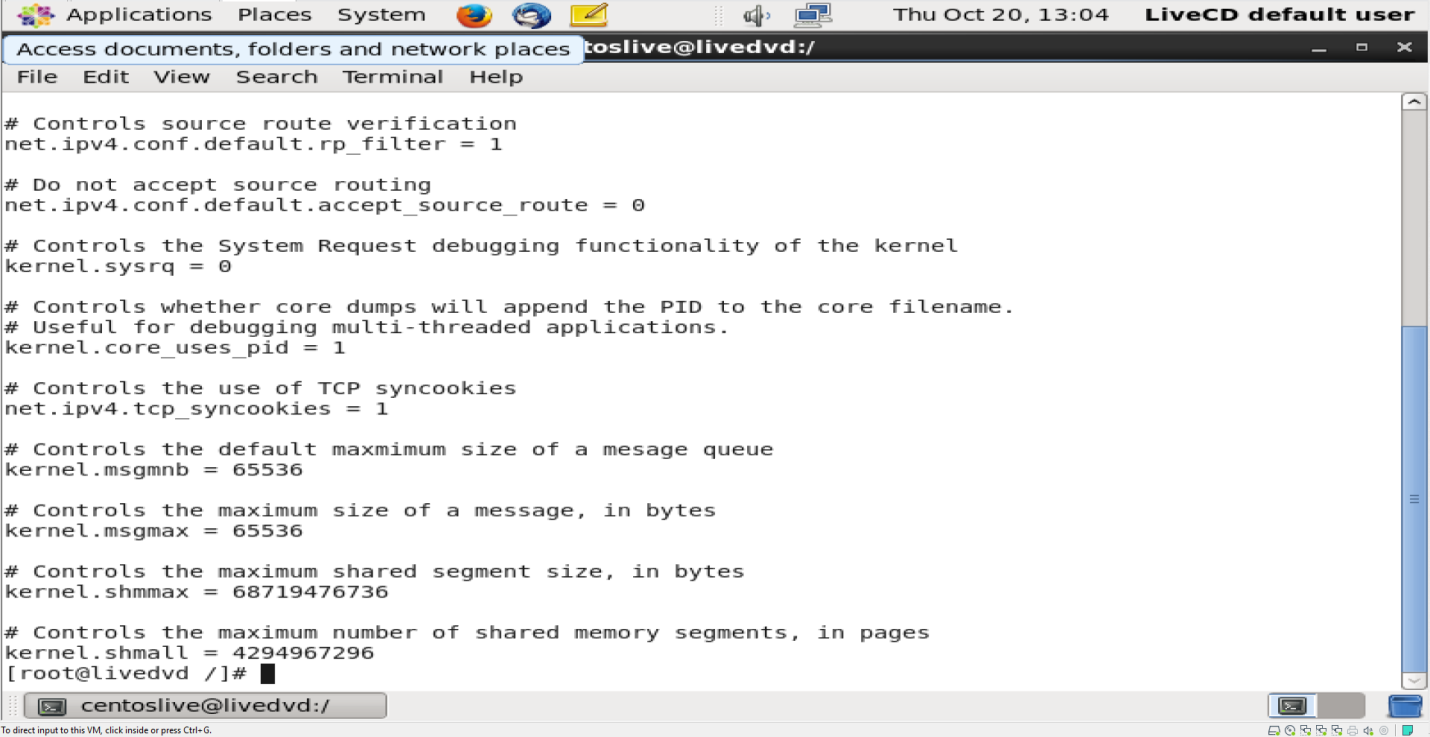 Applications Places System Thu Oct 20, 13:04 LiveCD default user
Access documents, folders and network places toslive@livedvd:/
File Edit View Search Terminal Help
# Controls source route verification
net.ipv4.conf.default.rp_filter = 1
# Do not accept source routing
net.ipv4.conf.default.accept_source_route = 0
# Controls the System Request debugging functionality of the kernel
kernel.sysrq = 0
# Controls whether core dumps will append the PID to the core filename.
# Useful for debugging multi-threaded applications.
kernel.core_uses_pid = 1
# Controls the use of TCP syncookies
net.ipv4.tcp_syncookies = 1
# Controls the default maxmimum size of a mesage queue
kernel.msgmnb = 65536
# Controls the maximum size of a message, in bytes
kernel.msgmax = 65536
# Controls the maximum shared segment size, in bytes
kernel.shmmax = 68719476736
# Controls the maximum number of shared memory segments, in pages
kernel.shmall = 4294967296
[root@livedvd /]#
centoslive@livedvd:/
To direct input to this VM, click inside or press Ctrl+G.